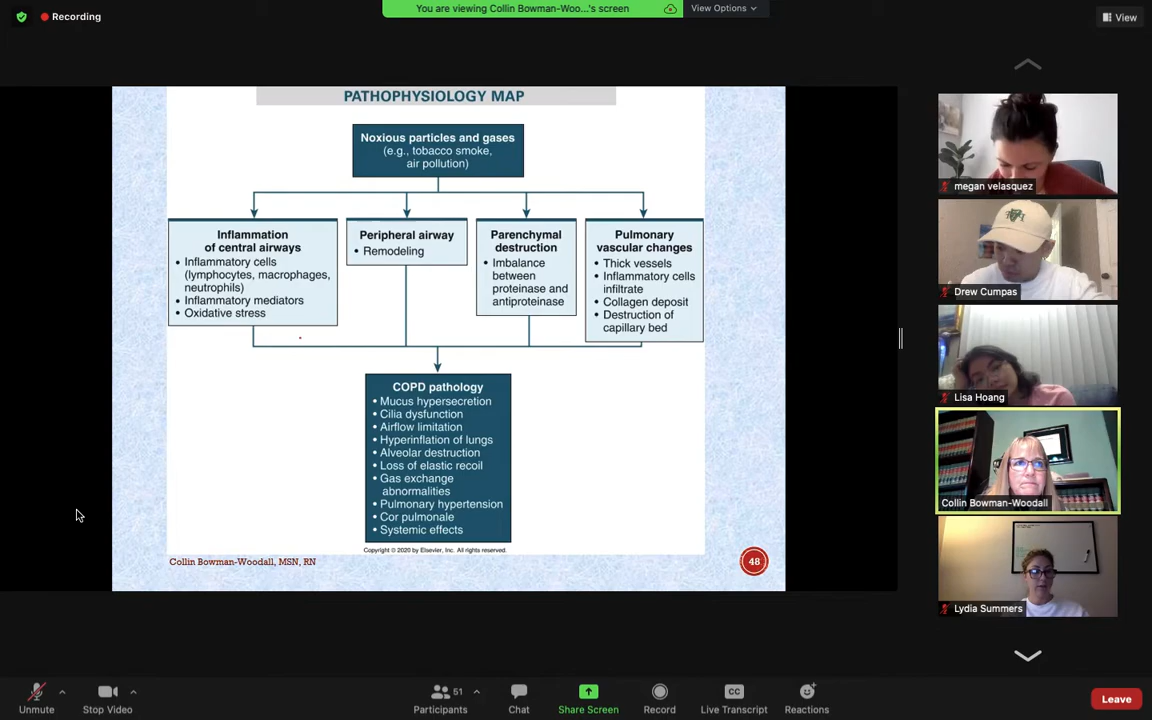 Recording
You are viewing Collin Bowman-Woo...'s screen
View Options
View
PATHOPHYSIOLOGY MAP
Noxious particles and gases
(e.g., tobacco smoke,
air pollution)
Inflammation
of central airways
• Inflammatory cells
(lymphocytes, macrophages,
neutrophils)
• Inflammatory mediators
• Oxidative stress
Peripheral airway
• Remodeling
Parenchymal
destruction
• Imbalance
between
proteinase and
antiproteinase
Pulmonary
vascular changes
• Thick vessels
• Inflammatory cells
infiltrate
• Collagen deposit
• Destruction of
capillary bed
COPD pathology
• Mucus hypersecretion
• Cilia dysfunction
• Airflow limitation
• Hyperinflation of lungs
• Alveolar destruction
• Loss of elastic recoil
• Gas exchange
abnormalities
• Pulmonary hypertension
• Cor pulmonale
• Systemic effects
Copyright © 2020 by Elsevier, Inc. All rights reserved.
Collin Bowman-Woodall, MSN, RN
48
megan velasquez
Drew Cumpas
Lisa Hoang
Collin Bowman-Woodall
Lydia Summers
Unmute
Stop Video
51
Participants
Chat
Share Screen
Record
CC
Live Transcript
Reactions
Leave